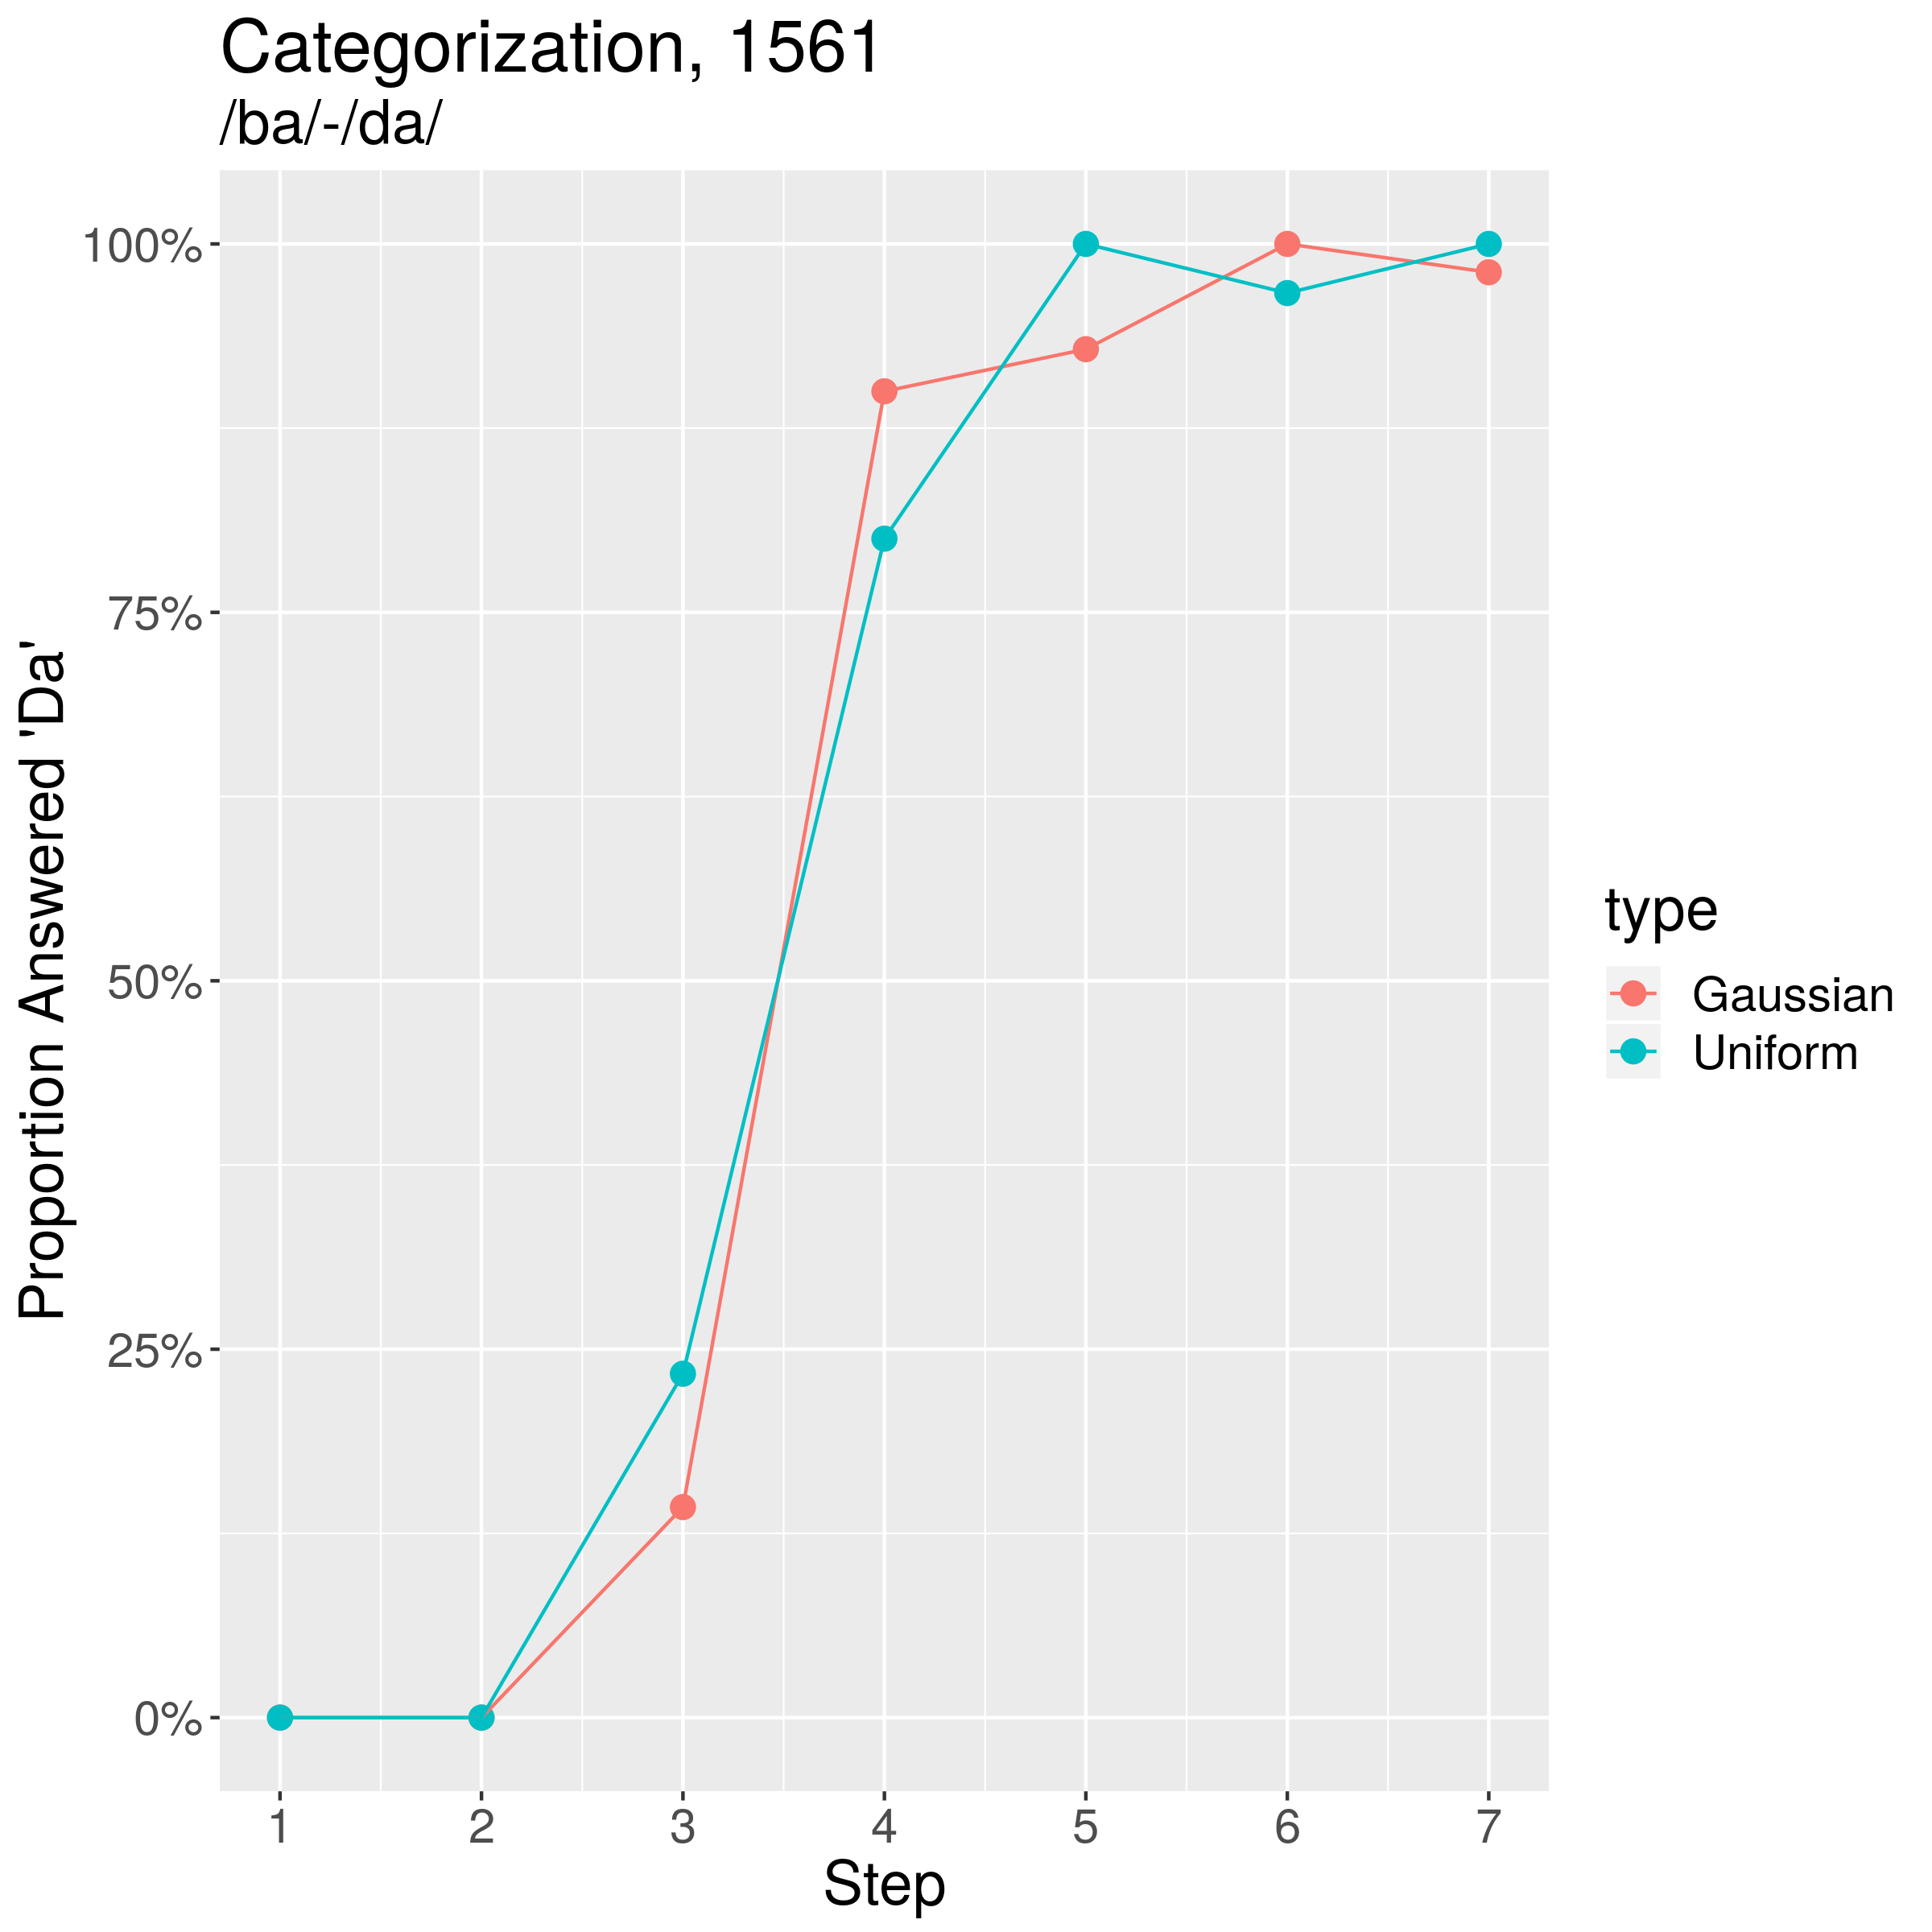 Categorization, 1561
/ba/-/da/
Proportion Answered 'Da'
100%
75%
50%
25%
0%
1 2 3 4 5 6 7
Step
type
Gaussian
Uniform